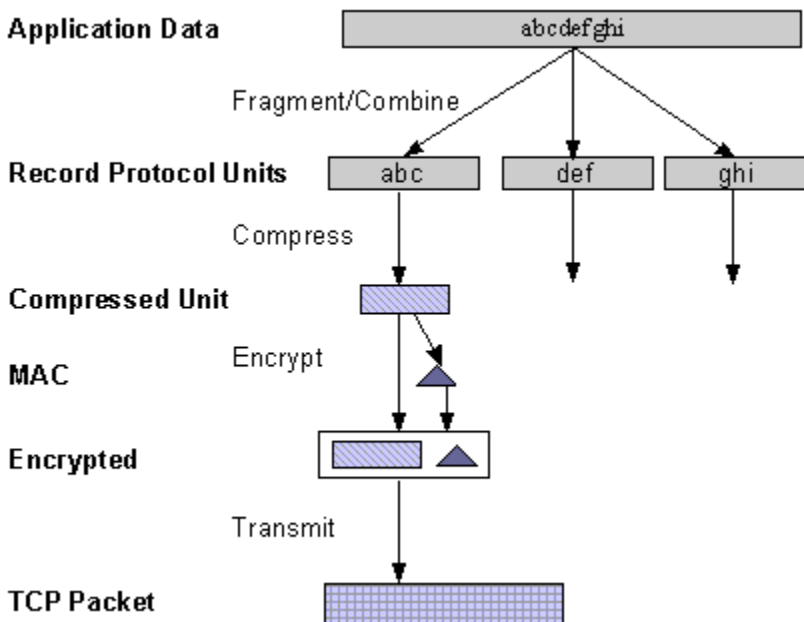 Application Data
abcdefghi
Fragment/Combine
Record Protocol Units
abc
def
ghi
Compress
Compressed Unit
Encrypt
MAC
Encrypted
Transmit
TCP Packet